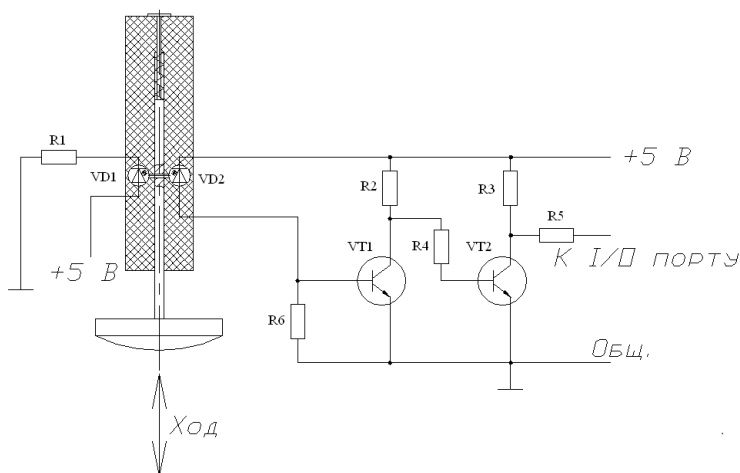 R1
VD1
VD2
+5 В
R2
R3
+5 В
R4
R5
VT1
VT2
К I/O ПОРТУ
R6
Общ.
Ход